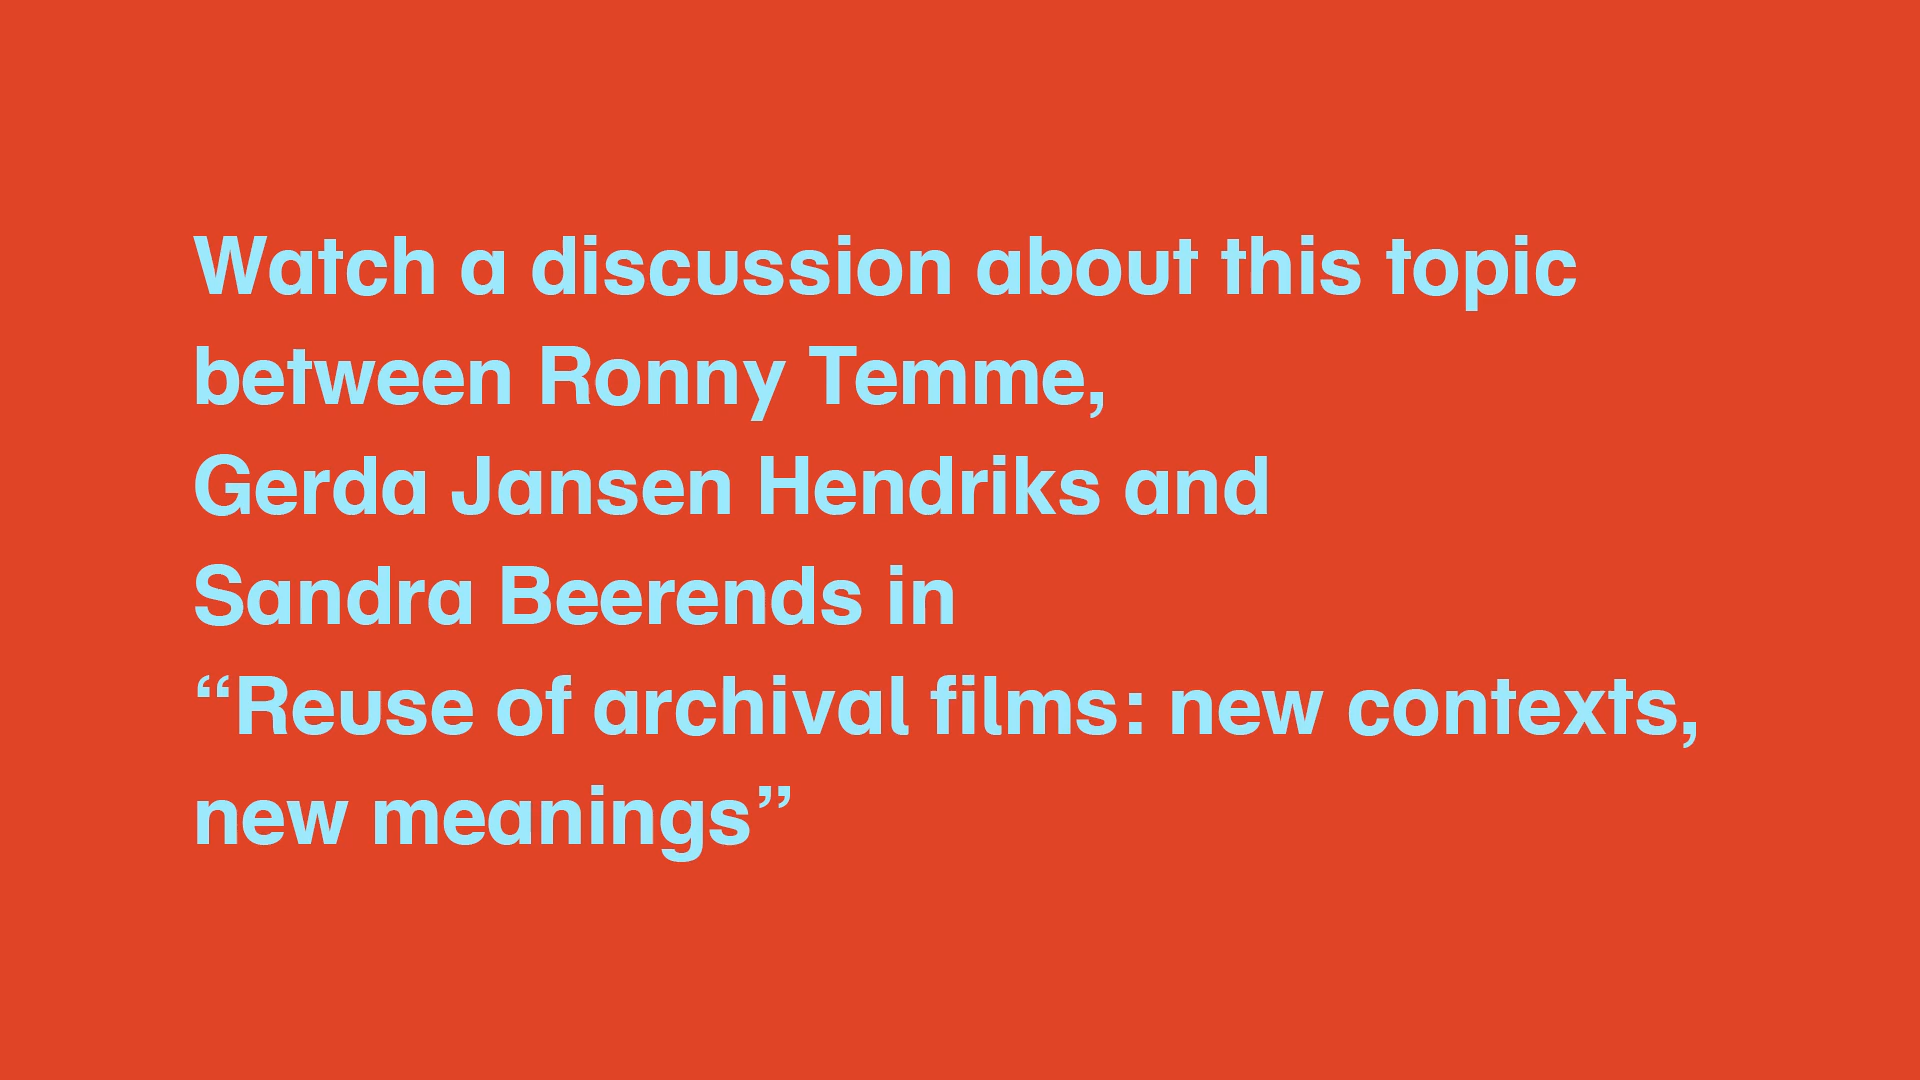 Watch a discussion about this topic
between Ronny Temme,
Gerda Jansen Hendriks and
Sandra Beerends in
“Reuse of archival films: new contexts,
new meanings”